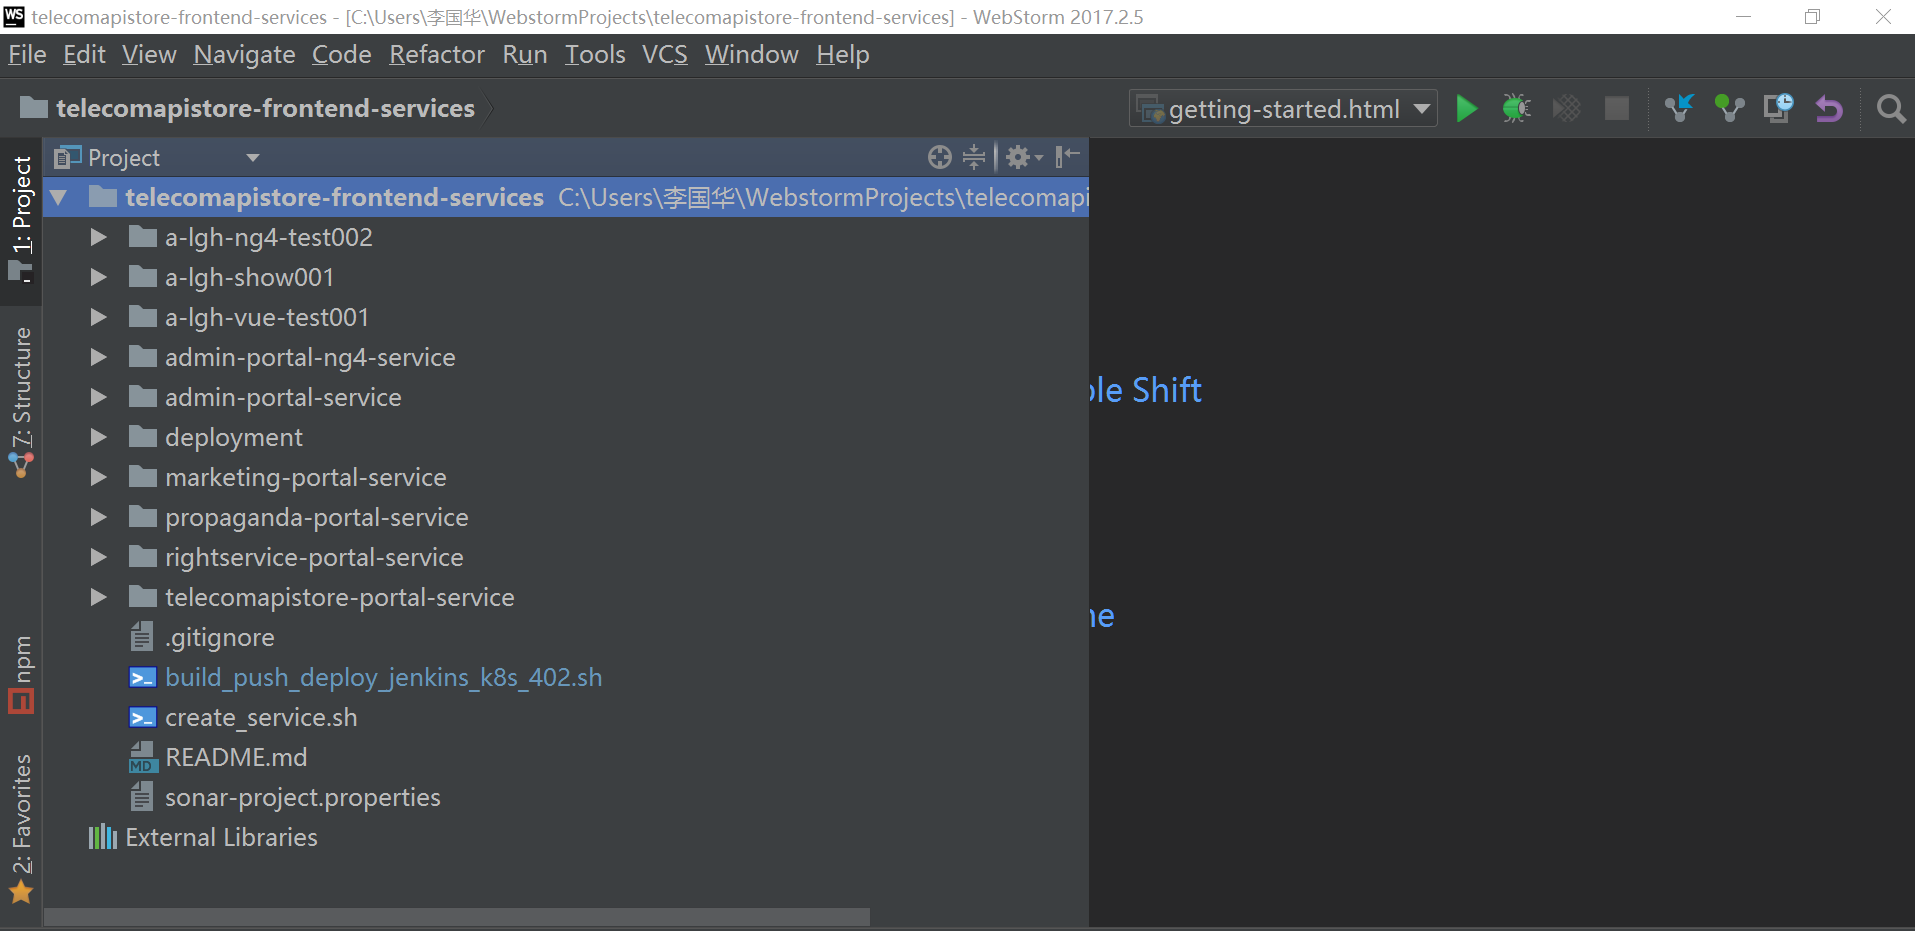 WS telecomapistore-frontend-services - [C:\Users\李国华\WebstormProjects\telecomapistore-frontend-services] - WebStorm 2017.2.5
File Edit View Navigate Code Refactor Run Tools VCS Window Help
telecomapistore-frontend-services
getting-started.html
1: Project
7: Structure
npm
2: Favorites
Project
telecomapistore-frontend-services C:\Users\李国华\WebstormProjects\telecomapi
a-lgh-ng4-test002
a-lgh-show001
a-lgh-vue-test001
admin-portal-ng4-service
admin-portal-service
deployment
marketing-portal-service
propaganda-portal-service
rightservice-portal-service
telecomapistore-portal-service
.gitignore
build_push_deploy_jenkins_k8s_402.sh
create_service.sh
MD README.md
sonar-project.properties
External Libraries
le Shift
e